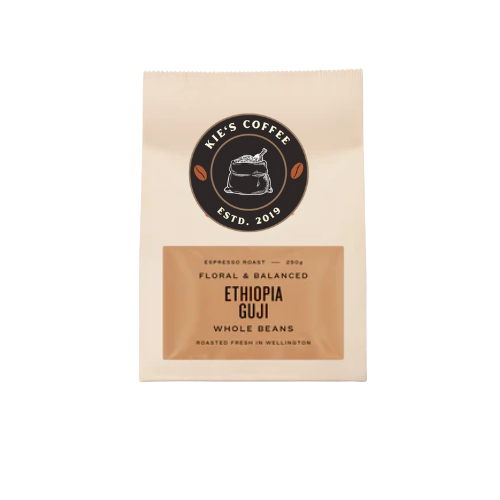 KIE'S COFFEE
ESTD. 2019
ESPRESSO ROAST — 250g
FLORAL & BALANCED
ETHIOPIA
GUJI
WHOLE BEANS
ROASTED FRESH IN WELLINGTON